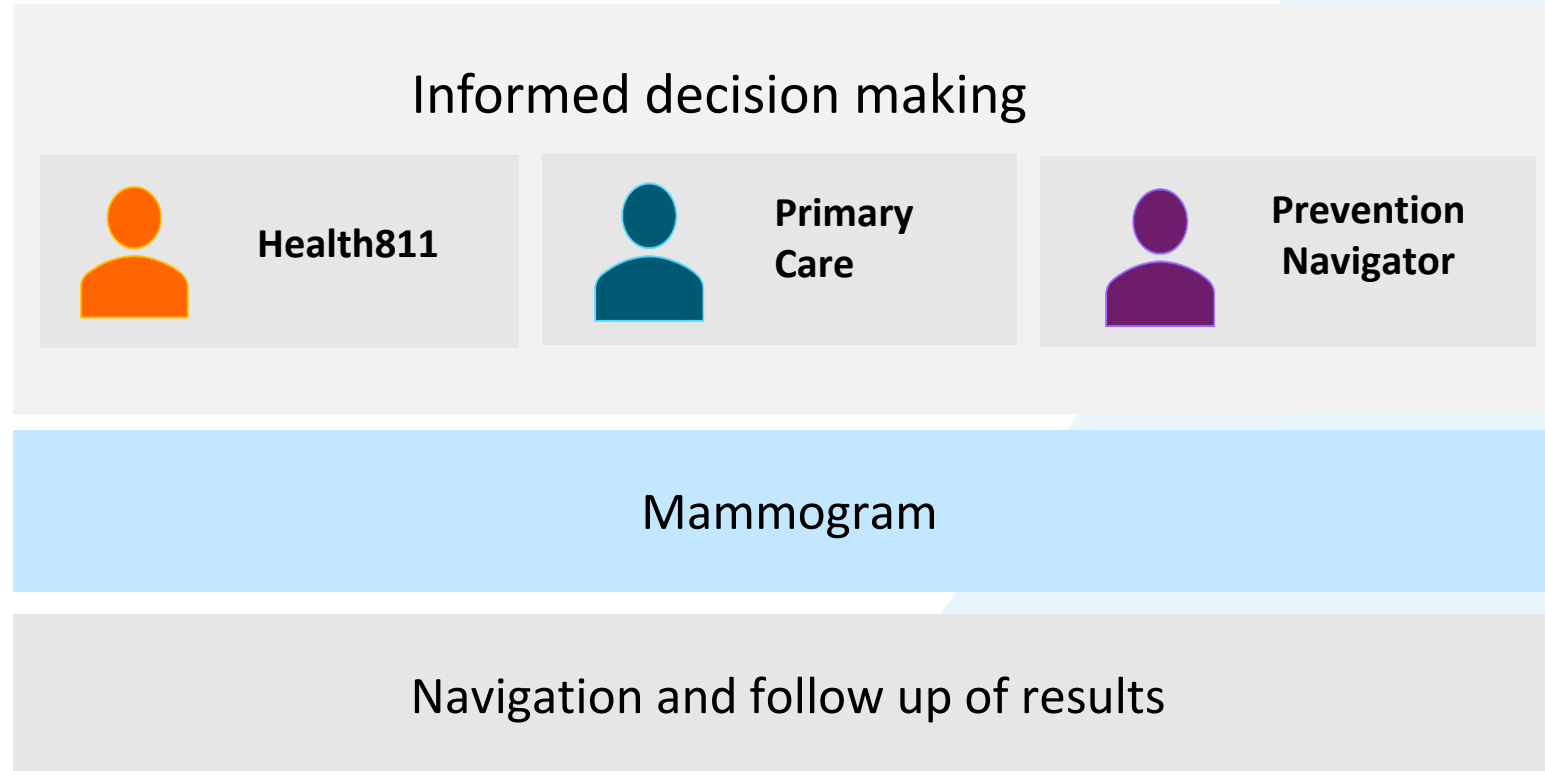 Informed decision making
Health811
Primary
Care
Prevention
Navigator
Mammogram
Navigation and follow up of results